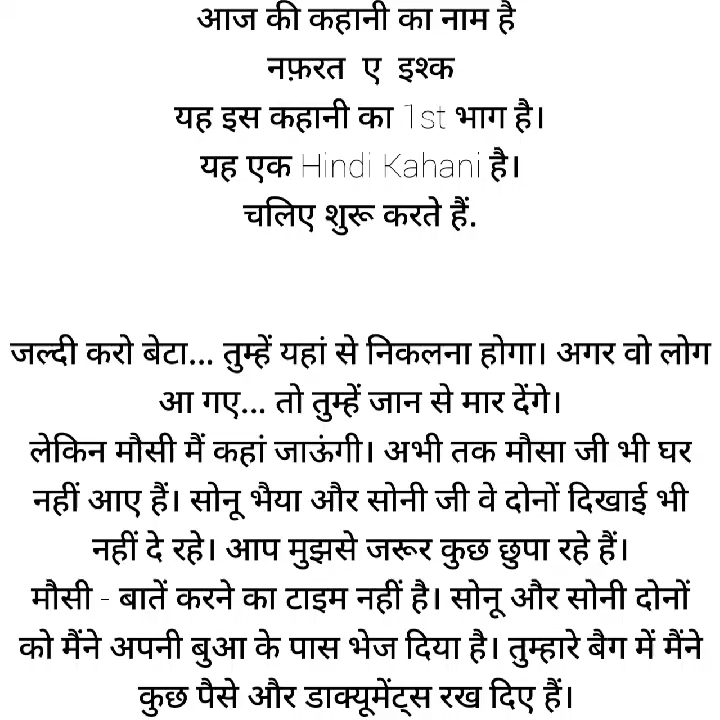 आज की कहानी का नाम है
नफ़रत ए इश्क
यह इस कहानी का 1st भाग है।
यह एक Hindi Kahani है।
चलिए शुरू करते हैं.
जल्दी करो बेटा... तुम्हें यहां से निकलना होगा। अगर वो लोग
आ गए... तो तुम्हें जान से मार देंगे।
लेकिन मौसी मैं कहां जाऊंगी। अभी तक मौसा जी भी घर
नहीं आए हैं। सोनू भैया और सोनी जी वे दोनों दिखाई भी
नहीं दे रहे। आप मुझसे जरूर कुछ छुपा रहे हैं।
मौसी - बातें करने का टाइम नहीं है। सोनू और सोनी दोनों
को मैंने अपनी बुआ के पास भेज दिया है। तुम्हारे बैग में मैंने
कुछ पैसे और डाक्यूमेंट्स रख दिए हैं।